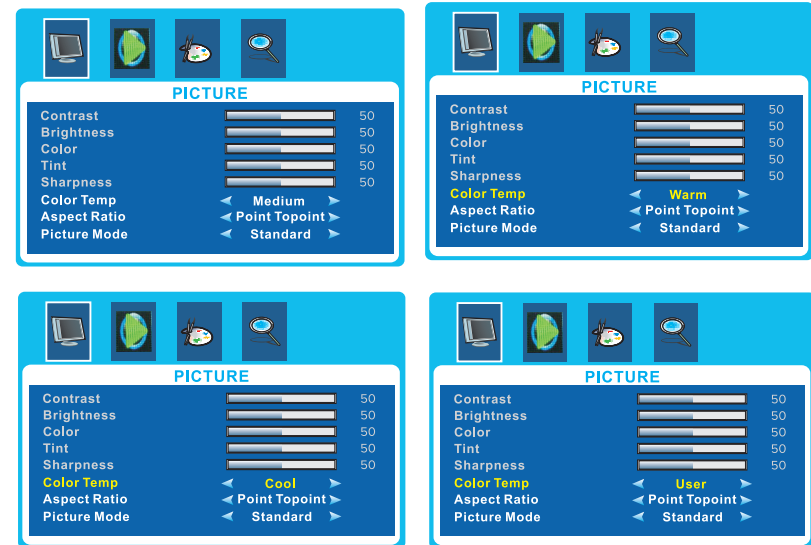 PICTURE
Contrast 50
Brightness 50
Color 50
Tint 50
Sharpness 50
Color Temp Medium
Aspect Ratio Point Topoint
Picture Mode Standard
PICTURE
Contrast 50
Brightness 50
Color 50
Tint 50
Sharpness 50
Color Temp Warm
Aspect Ratio Point Topoint
Picture Mode Standard
PICTURE
Contrast 50
Brightness 50
Color 50
Tint 50
Sharpness 50
Color Temp Cool
Aspect Ratio Point Topoint
Picture Mode Standard
PICTURE
Contrast 50
Brightness 50
Color 50
Tint 50
Sharpness 50
Color Temp User
Aspect Ratio Point Topoint
Picture Mode Standard